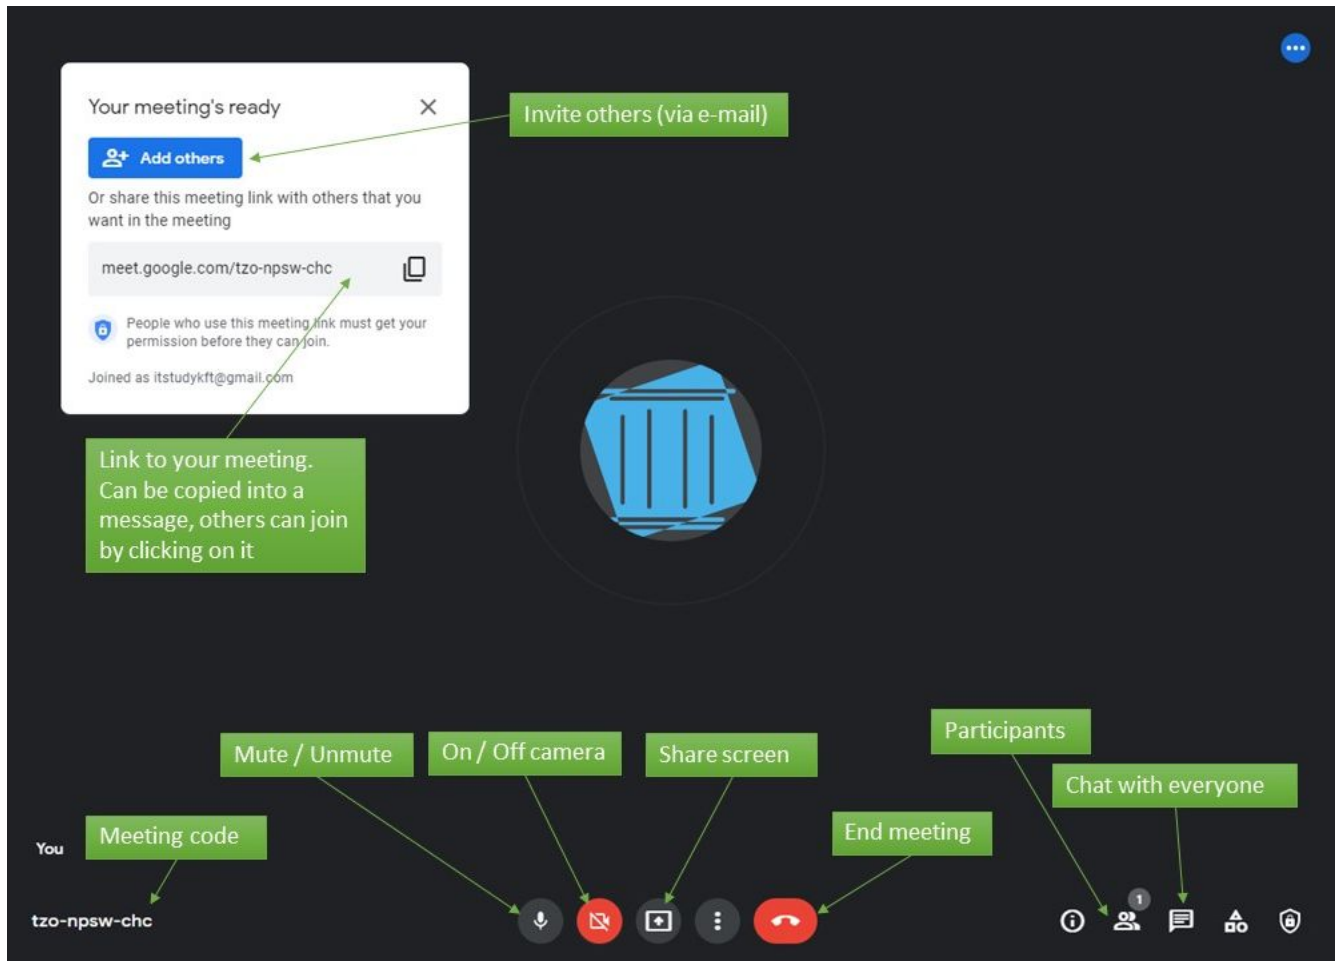 Your meeting's ready
Invite others (via e-mail)
Add others
Or share this meeting link with others that you
want in the meeting
meet.google.com/tzo-npsw-chc
People who use this meeting link must get your
permission before they can join.
Joined as itstudykft@gmail.com
Link to your meeting.
Can be copied into a
message, others can join
by clicking on it
Participants
Mute / Unmute
On / Off camera
Share screen
Chat with everyone
Meeting code
End meeting
You
1
tzo-npsw-chc